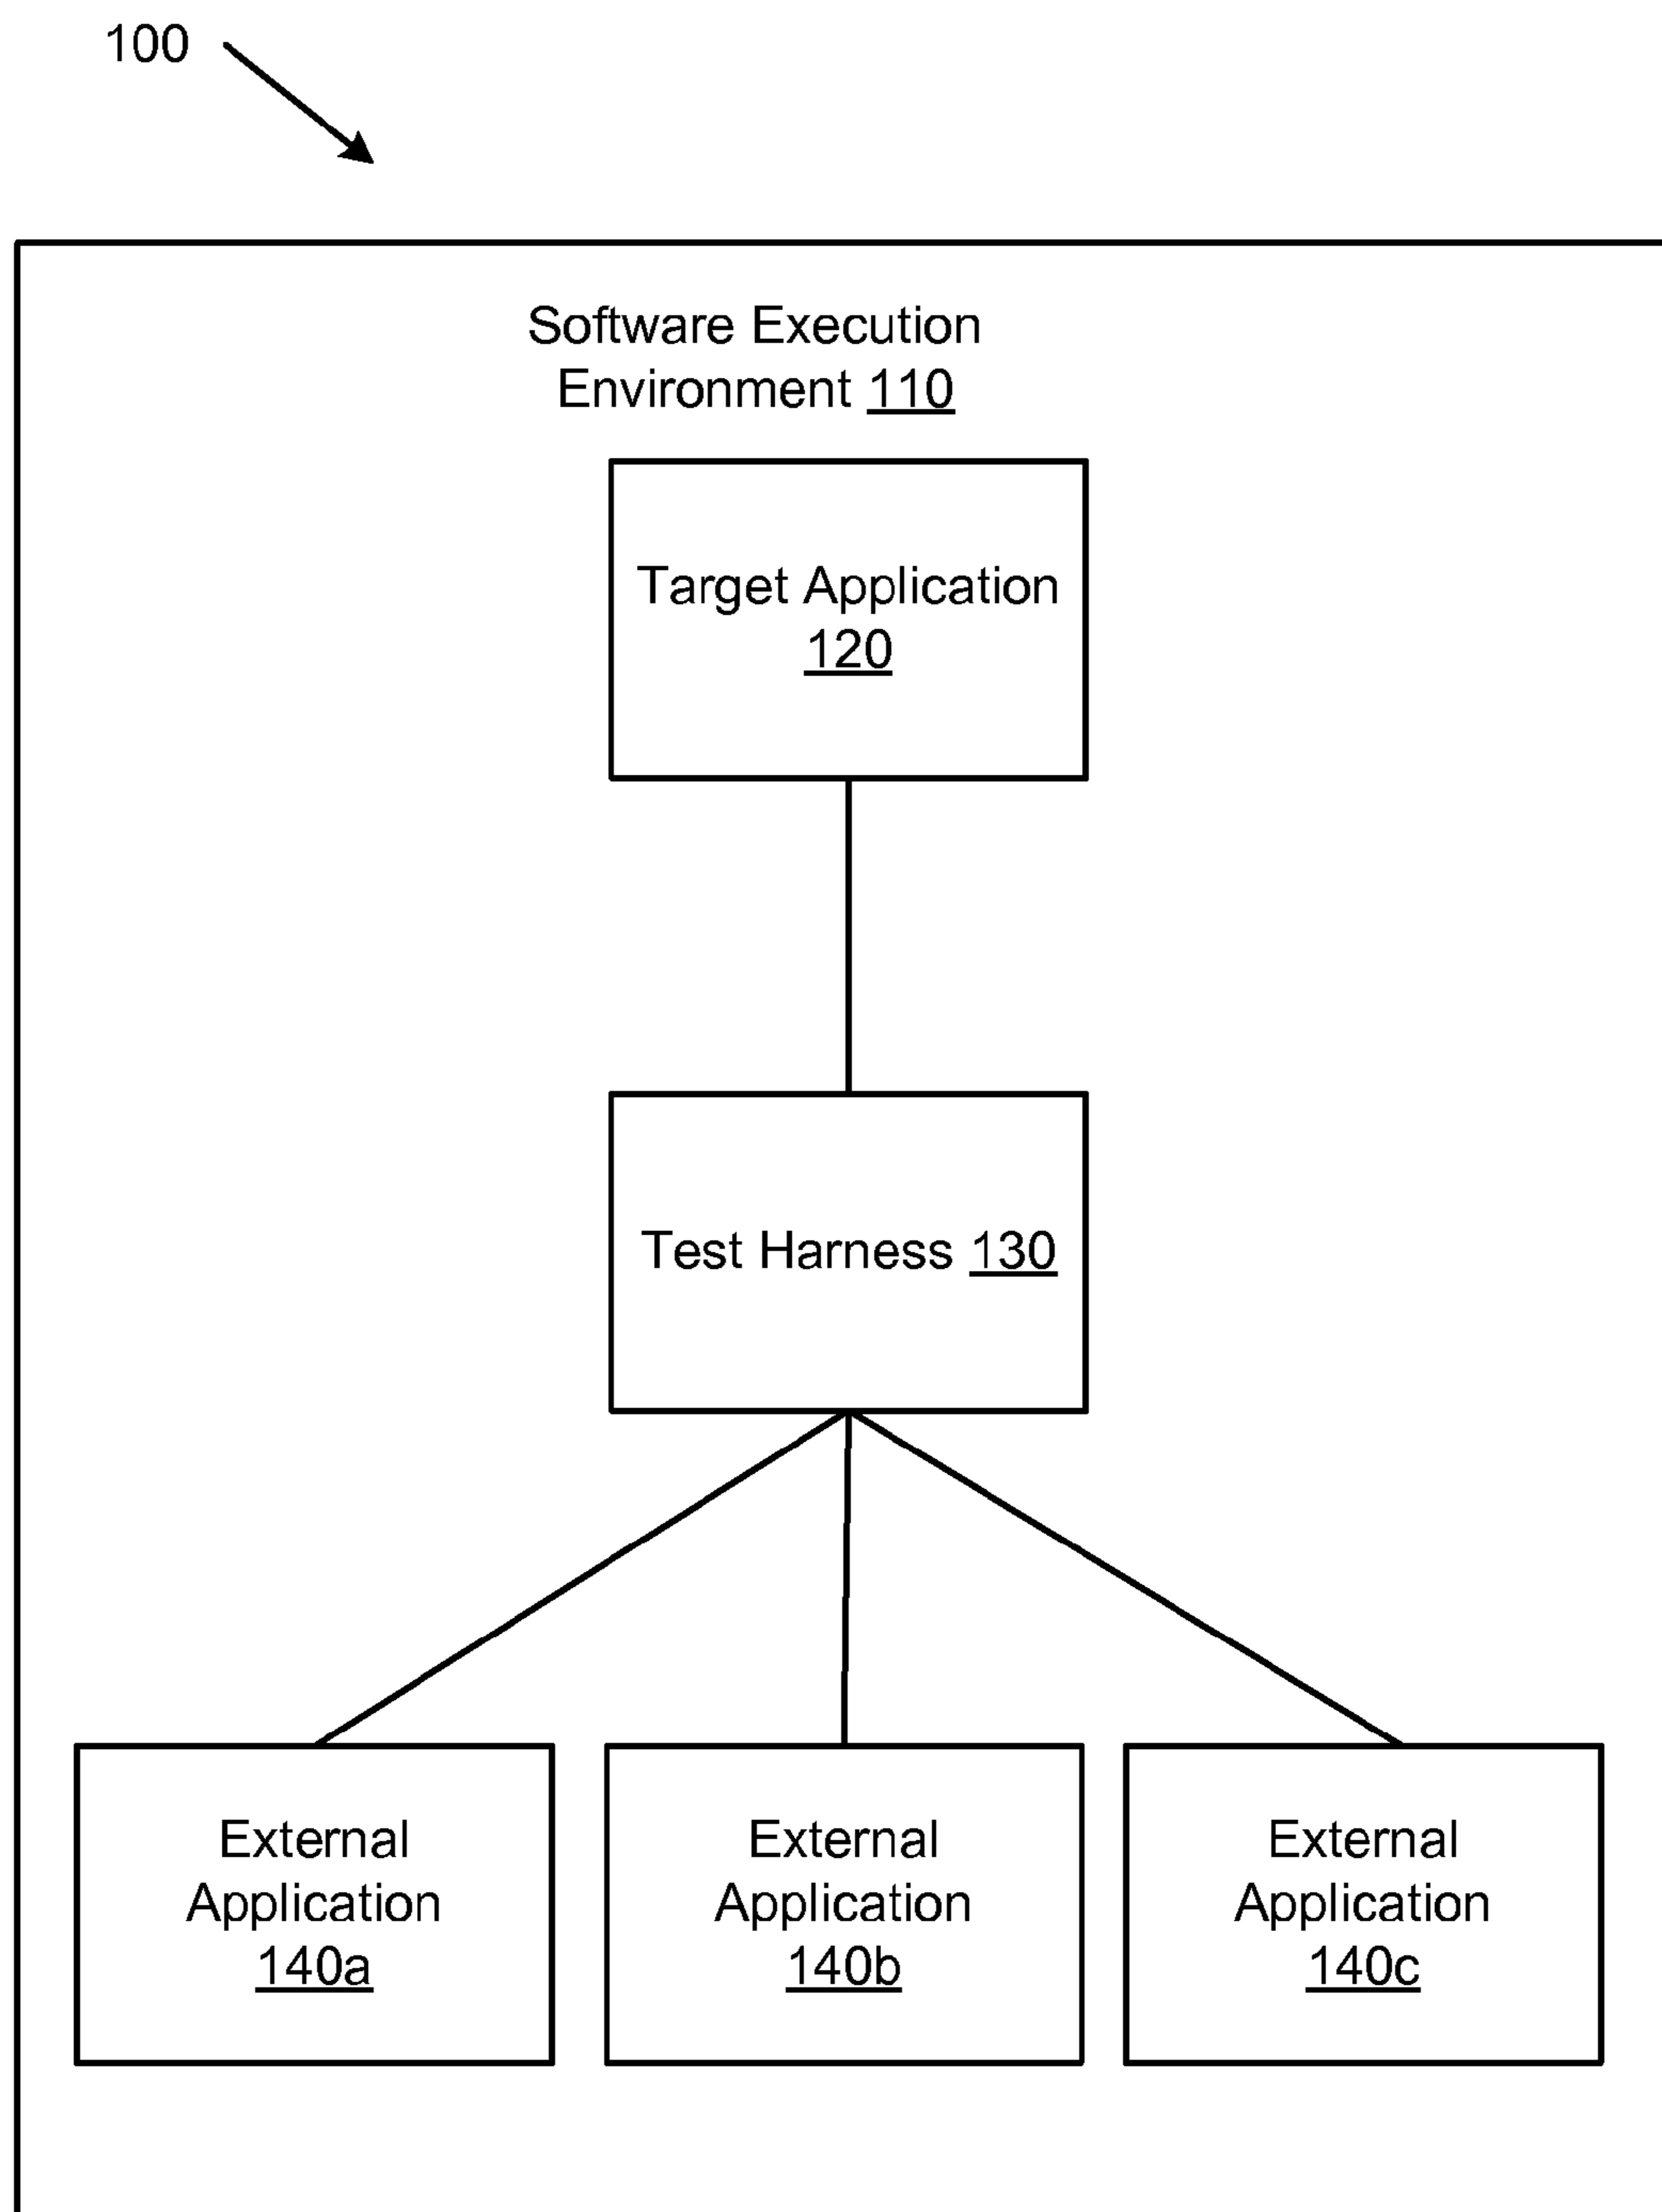 100
Software Execution
Environment 110
Target Application
120
Test Harness 130
External
Application
140a
External
Application
140b
External
Application
140c